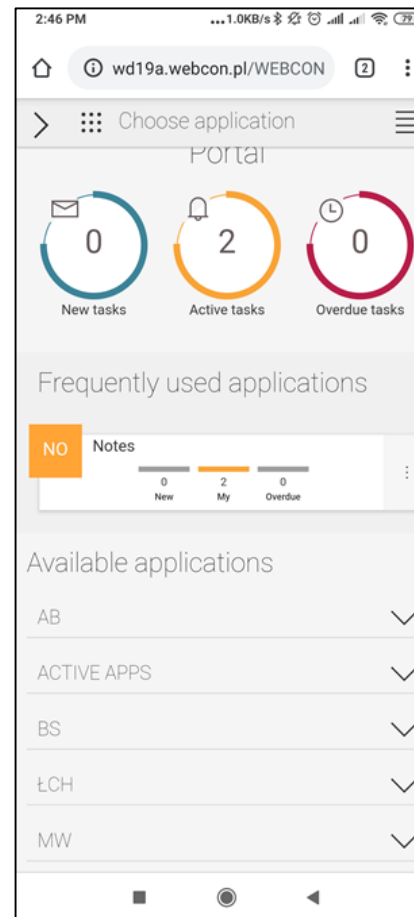 2:46 PM ...1.0KB/s 79
wd19a.webcon.pl/WEBCON 2
Choose application
Portal
0 2 0
New tasks Active tasks Overdue tasks
Frequently used applications
NO Notes
0 2 0
New My Overdue
Available applications
AB
ACTIVE APPS
BS
ŁCH
MW